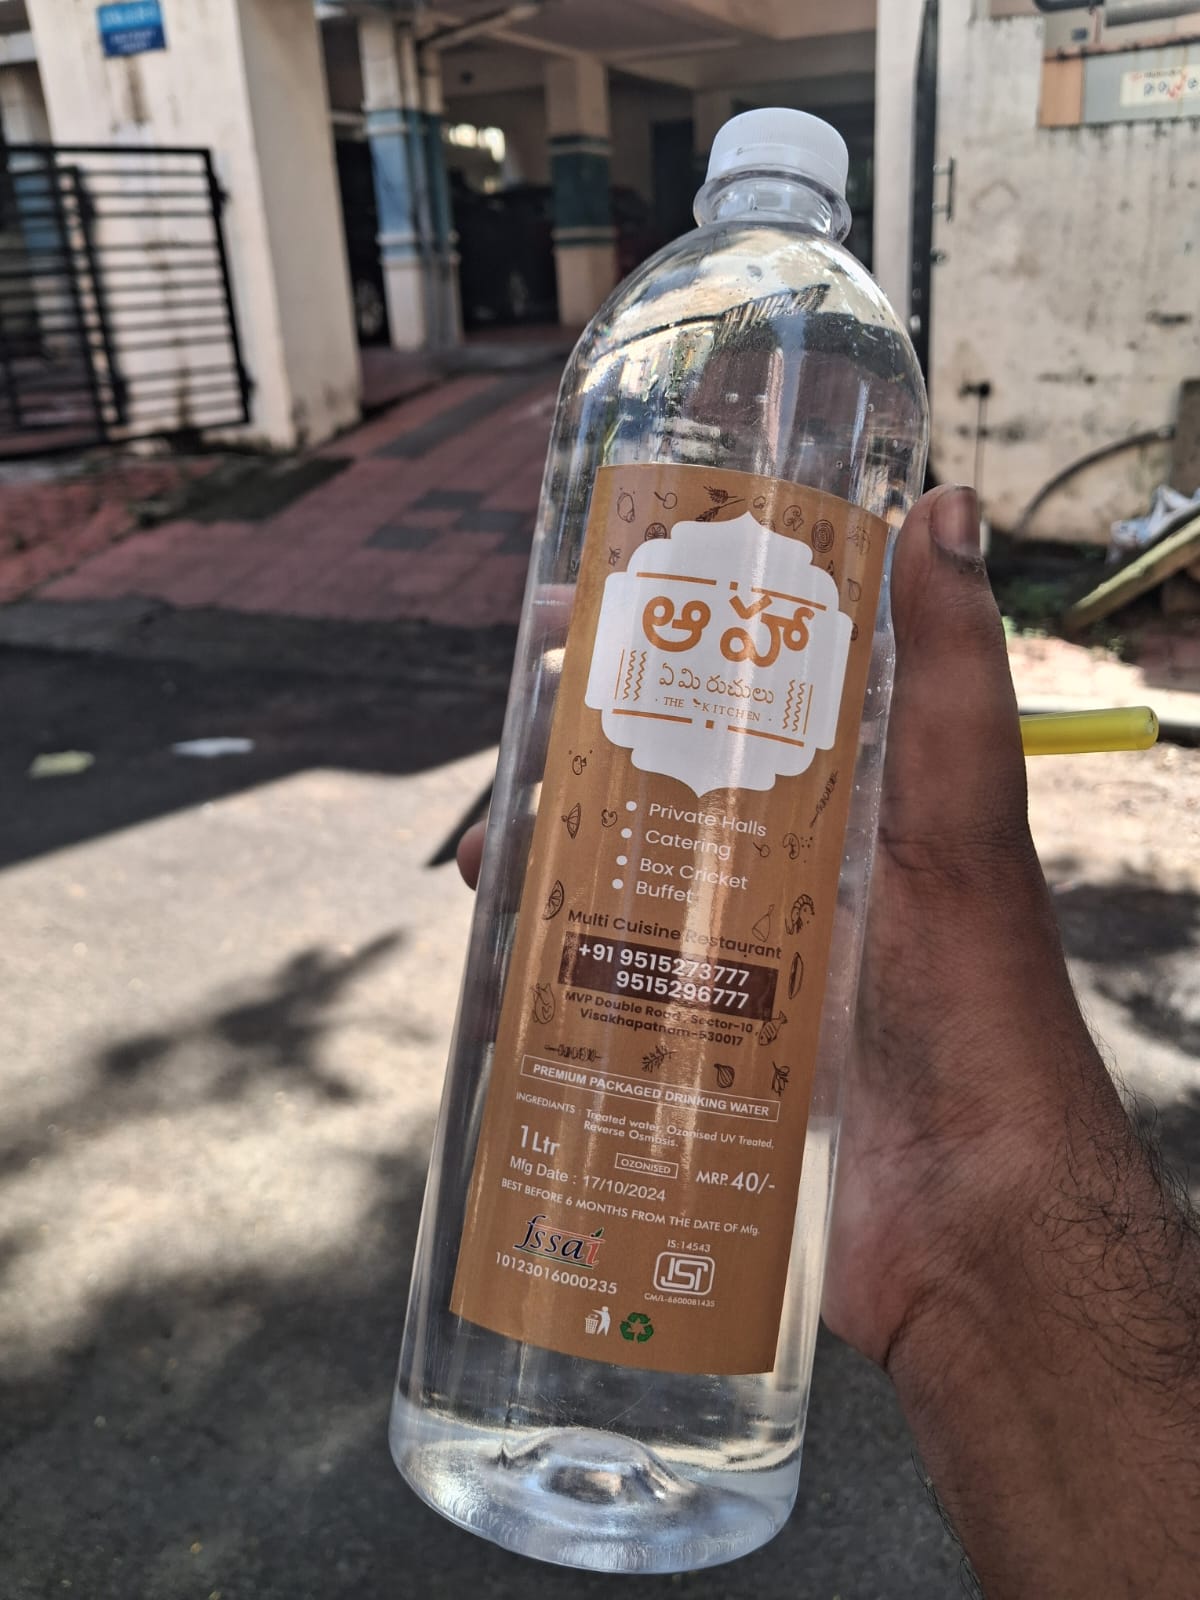 ఆహా
ఏమి రుచులు
THE KITCHEN
Private Halls
Catering
Box Cricket
Buffet
Multi Cuisine Restaurant
+91 9515273777
9515296777
MVP Double Road, Sector-10,
Visakhapatnam-530017
PREMIUM PACKAGED DRINKING WATER
INGREDIANTS : Treated water, Ozonised UV Treated,
Reverse Osmosis.
1Ltr
OZONISED
MRP. 40/-
Mfg Date : 17/10/2024
BEST BEFORE 6 MONTHS FROM THE DATE OF Mfg.
fssai
10123016000235
IS:14543
ISI
CM/L-6600081435